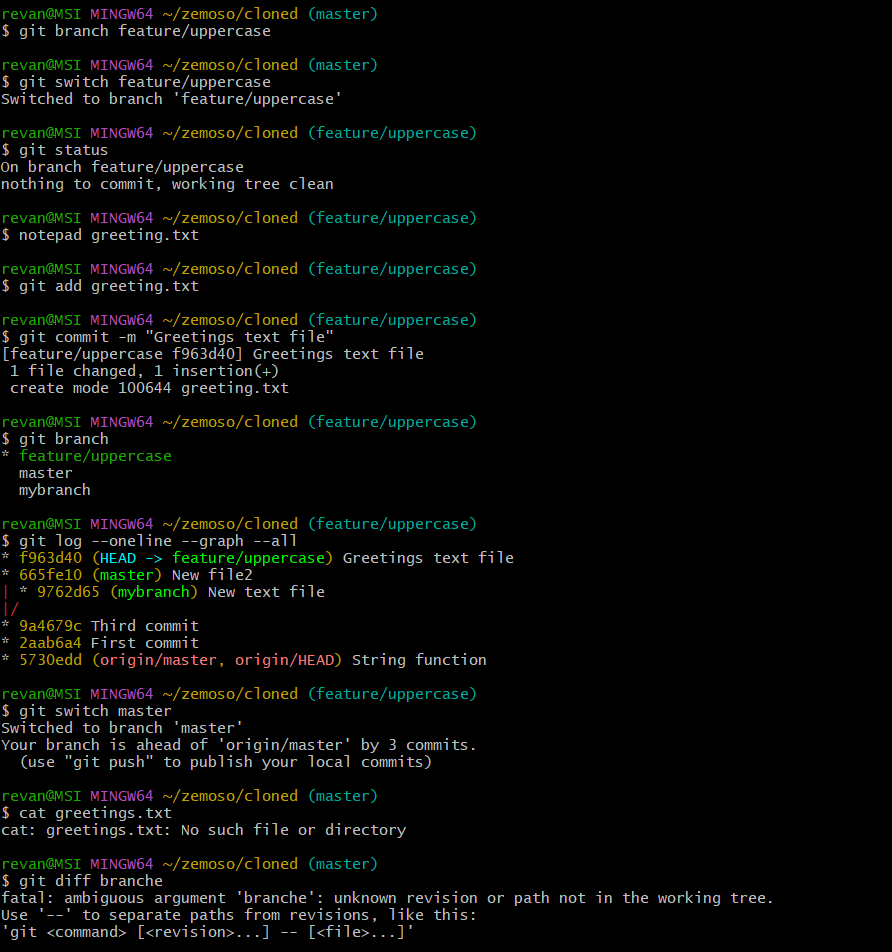 revan@MSI MINGW64 ~/zemoso/cloned (master)
$ git branch feature/uppercase
revan@MSI MINGW64 ~/zemoso/cloned (master)
$ git switch feature/uppercase
Switched to branch 'feature/uppercase'
revan@MSI MINGW64 ~/zemoso/cloned (feature/uppercase)
$ git status
On branch feature/uppercase
nothing to commit, working tree clean
revan@MSI MINGW64 ~/zemoso/cloned (feature/uppercase)
$ notepad greeting.txt
revan@MSI MINGW64 ~/zemoso/cloned (feature/uppercase)
$ git add greeting.txt
revan@MSI MINGW64 ~/zemoso/cloned (feature/uppercase)
$ git commit -m "Greetings text file"
[feature/uppercase f963d40] Greetings text file
 1 file changed, 1 insertion(+)
 create mode 100644 greeting.txt
revan@MSI MINGW64 ~/zemoso/cloned (feature/uppercase)
$ git branch
* feature/uppercase
  master
  mybranch
revan@MSI MINGW64 ~/zemoso/cloned (feature/uppercase)
$ git log --oneline --graph --all
* f963d40 (HEAD -> feature/uppercase) Greetings text file
* 665fe10 (master) New file2
| * 9762d65 (mybranch) New text file
|/
* 9a4679c Third commit
* 2aab6a4 First commit
* 5730edd (origin/master, origin/HEAD) String function
revan@MSI MINGW64 ~/zemoso/cloned (feature/uppercase)
$ git switch master
Switched to branch 'master'
Your branch is ahead of 'origin/master' by 3 commits.
  (use "git push" to publish your local commits)
revan@MSI MINGW64 ~/zemoso/cloned (master)
$ cat greetings.txt
cat: greetings.txt: No such file or directory
revan@MSI MINGW64 ~/zemoso/cloned (master)
$ git diff branche
fatal: ambiguous argument 'branche': unknown revision or path not in the working tree.
Use '--' to separate paths from revisions, like this:
'git <command> [<revision>...] -- [<file>...]'